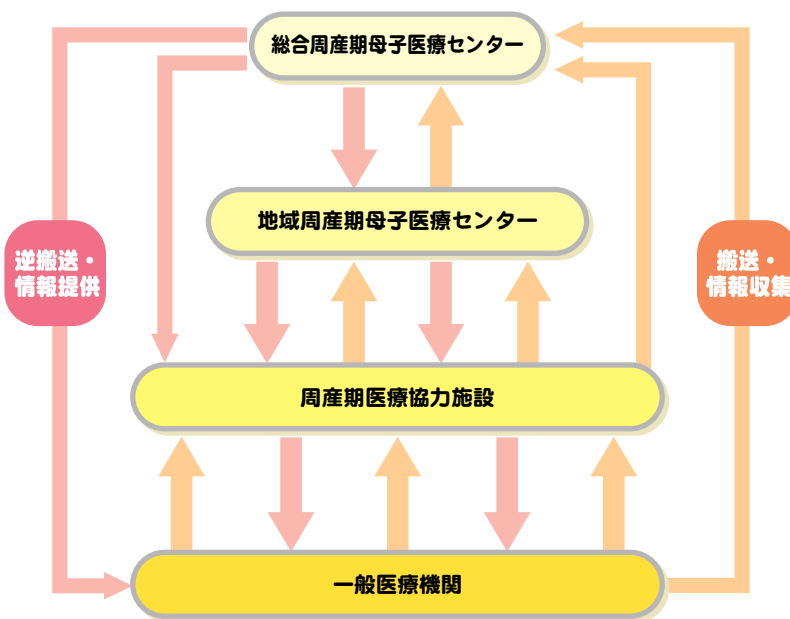 総合周産期母子医療センター
地域周産期母子医療センター
逆搬送・
情報提供
搬送・
情報収集
周産期医療協力施設
一般医療機関